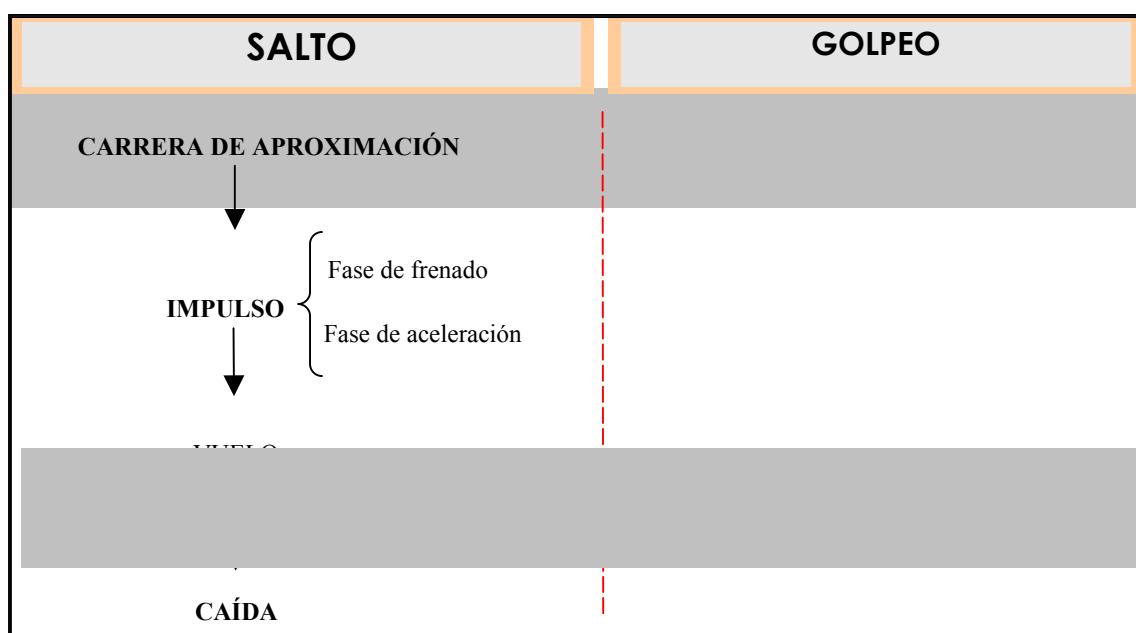 SALTO
GOLPEO
CARRERA DE APROXIMACIÓN
Fase de frenado
IMPULSO
Fase de aceleración
CAÍDA